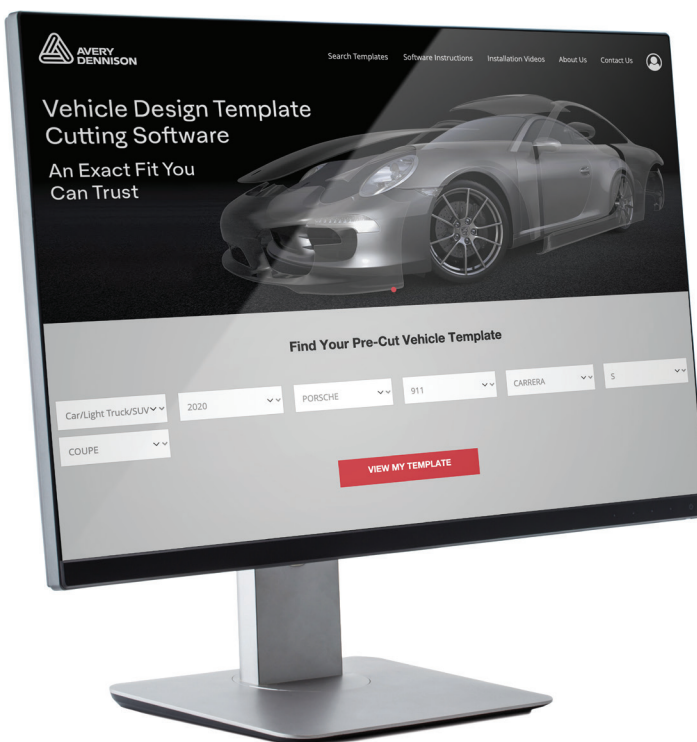 AVERY
DENNISON
Search Templates Software Instructions Installation Videos About Us Contact Us
Vehicle Design Template
Cutting Software
An Exact Fit You
Can Trust
Find Your Pre-Cut Vehicle Template
Car/Light Truck/SUV 2020 PORSCHE 911 CARRERA S
COUPE
VIEW MY TEMPLATE